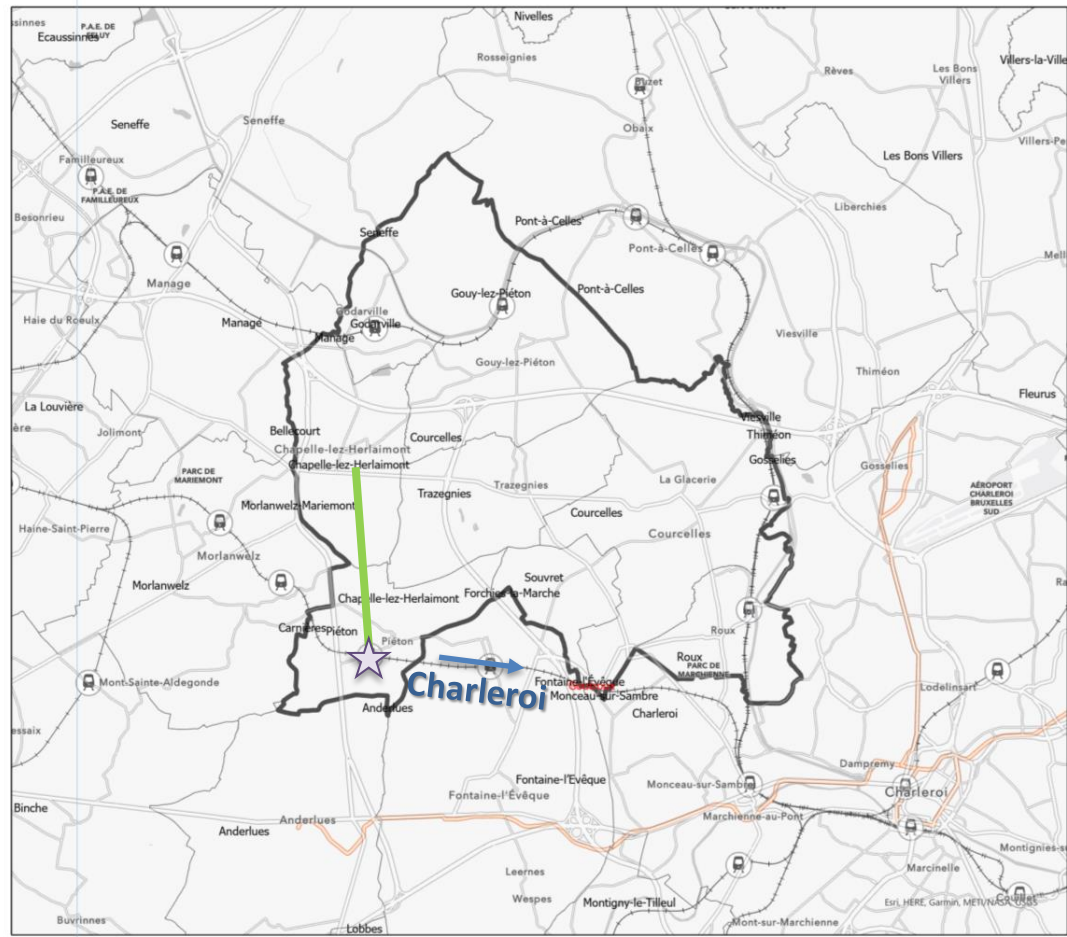 Nivelles
P.A.E. DE
Ecaussinnes
Rosseignies
Les Bons
Villers
Villers-la-Ville
Rêves
Buzet
Seneffe
Seneffe
Obaix
Familleureux
Les Bons Villers
P.A.E. DE
FAMILLEUREUX
Besonrieu
Liberchies
Seneffe
Pont-à-Celles
Pont-à-Celles
Manage
Gouy-lez-Piéton
Pont-à-Celles
Haie du Roeulx
Manage
Godarville
Godarville
Manage
Viesville
Gouy-lez-Piéton
Thiméon
Fleurus
La Louvière
Jolimont
Bellecourt
Courcelles
Viesville
Thiméon
Chapelle-lez-Herlaimont
Chapelle-lez-Herlaimont
Gosselies
Gosselies
PARC DE
MARIEMONT
La Glacerie
Trazegnies
Trazegnies
AÉROPORT
CHARLEROI
BRUXELLES
SUD
Morlanwelz-Mariemont
Courcelles
Haine-Saint-Pierre
Courcelles
Morlanwelz
Morlanwelz
Souvret
Chapelle-lez-Herlaimont
Forchies-la-Marche
Carnières
Piéton
Piéton
Roux
Roux
PARC DE
MARCHIENNE
Mont-Sainte-Aldegonde
Charleroi
Fontaine-l'Évêque
Monceau-sur-Sambre
Lodelinsart
Anderlues
Charleroi
Dampremy
Fontaine-l'Evêque
Monceau-sur-Sambre
Charleroi
Binche
Fontaine-l'Évêque
Anderlues
Anderlues
Marchienne-au-Pont
Marcinelle
Leernes
Wespes
Montigny-le-Tilleul
Esri, HERE, Garmin, METI/NASA, USGS
Couillet
Buvrinnes
Mont-sur-Marchienne
Lobbes